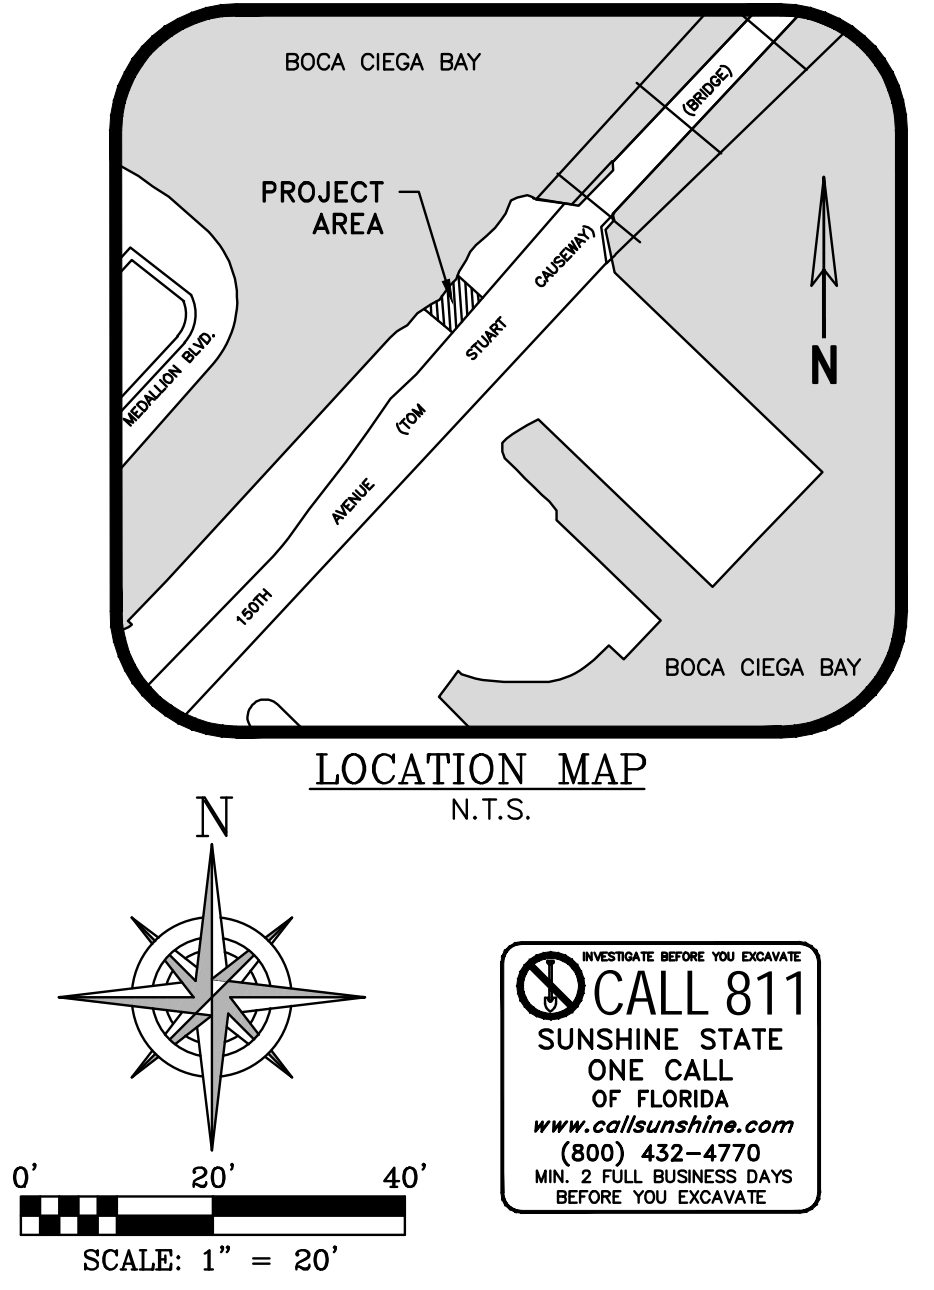 BOCA CIEGA BAY
(BRIDGE)
PROJECT
AREA
CAUSEWAY)
STUART
MEDALLION BLVD.
N
(TOM
AVENUE
150TH
BOCA CIEGA BAY
LOCATION MAP
N.T.S.
N
INVESTIGATE BEFORE YOU EXCAVATE
CALL 811
SUNSHINE STATE
ONE CALL
OF FLORIDA
www.callsunshine.com
(800) 432-4770
MIN. 2 FULL BUSINESS DAYS
BEFORE YOU EXCAVATE
0' 20' 40'
SCALE: 1" = 20'